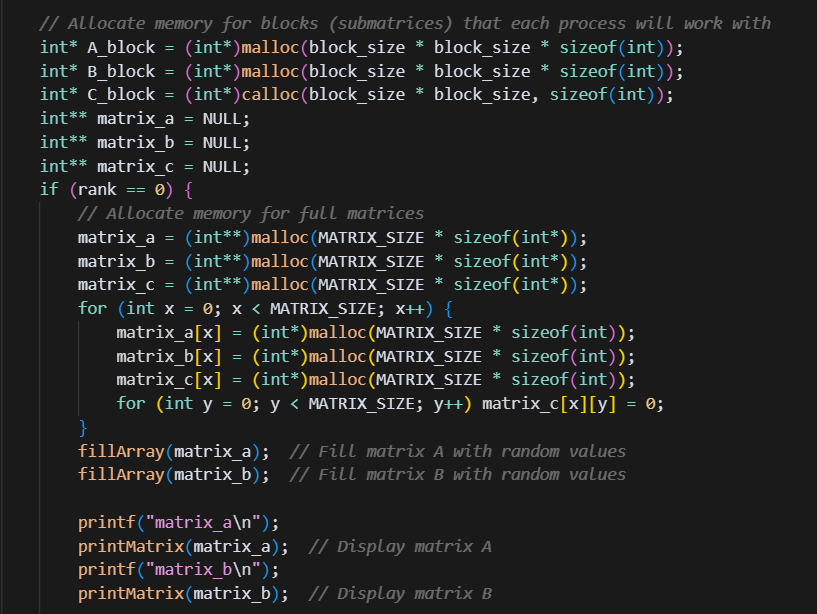 // Allocate memory for blocks (submatrices) that each process will work with
int* A_block = (int*)malloc(block_size * block_size * sizeof(int));
int* B_block = (int*)malloc(block_size * block_size * sizeof(int));
int* C_block = (int*)calloc(block_size * block_size, sizeof(int));
int** matrix_a = NULL;
int** matrix_b = NULL;
int** matrix_c = NULL;
if (rank == 0) {
    // Allocate memory for full matrices
    matrix_a = (int**)malloc(MATRIX_SIZE * sizeof(int*));
    matrix_b = (int**)malloc(MATRIX_SIZE * sizeof(int*));
    matrix_c = (int**)malloc(MATRIX_SIZE * sizeof(int*));
    for (int x = 0; x < MATRIX_SIZE; x++) {
        matrix_a[x] = (int*)malloc(MATRIX_SIZE * sizeof(int));
        matrix_b[x] = (int*)malloc(MATRIX_SIZE * sizeof(int));
        matrix_c[x] = (int*)malloc(MATRIX_SIZE * sizeof(int));
        for (int y = 0; y < MATRIX_SIZE; y++) matrix_c[x][y] = 0;
    }
    fillArray(matrix_a);  // Fill matrix A with random values
    fillArray(matrix_b);  // Fill matrix B with random values
    printf("matrix_a\n");
    printMatrix(matrix_a);  // Display matrix A
    printf("matrix_b\n");
    printMatrix(matrix_b);  // Display matrix B